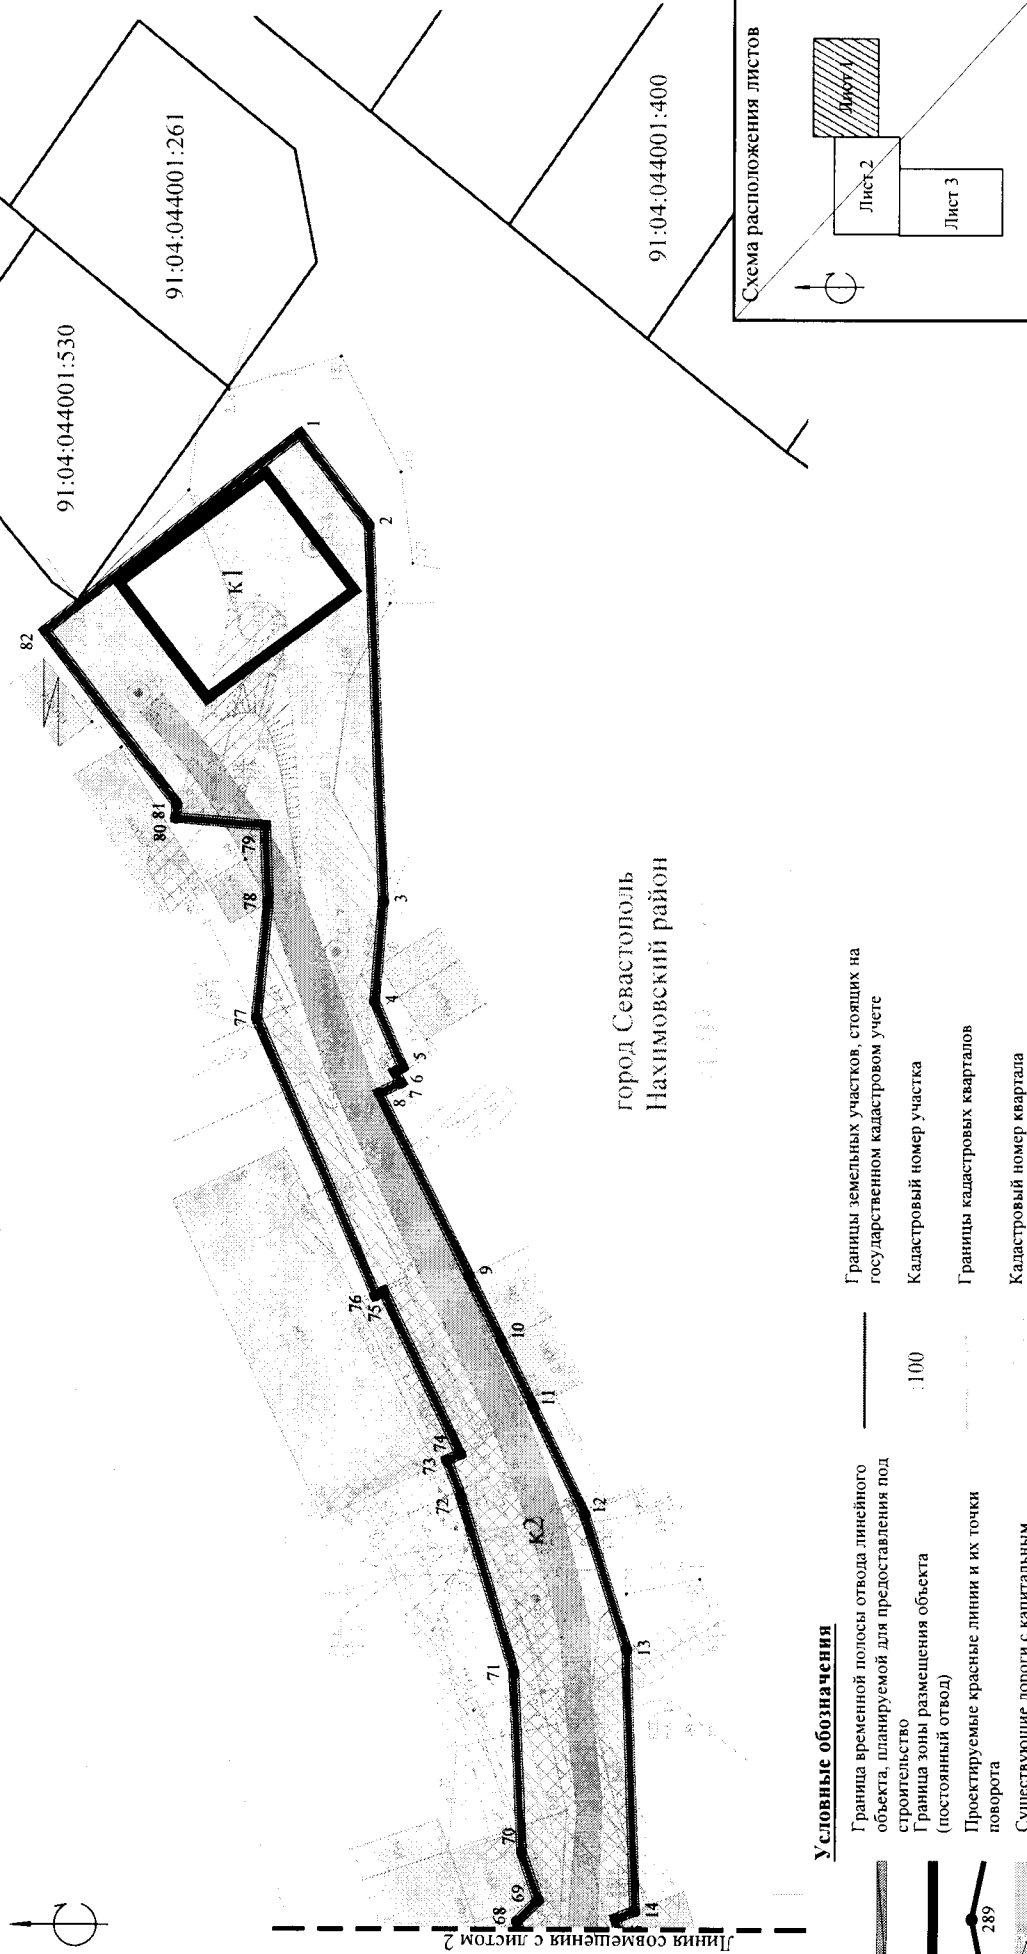 82
91:04:044001:530
91:04:044001:261
91:04:044001:400
1
2
к1
80 81
79
78
77
3
4
5
6
7
8
76
75
9
10
11
74
73
72
12
к2
71
13
70
69
68
14
Линия совмещения с листом 2
город Севастополь
Нахимовский район
Схема расположения листов
Лист 1
Лист 2
Лист 3
Условные обозначения
Граница временной полосы отвода линейного
объекта, планируемой для предоставления под
строительство
Граница зоны размещения объекта
(постоянный отвод)
289
Проектируемые красные линии и их точки
поворота
Существующие дороги с капитальным
Границы земельных участков, стоящих на
государственном кадастровом учете
:100
Кадастровый номер участка
Границы кадастровых кварталов
Кадастровый номер квартала